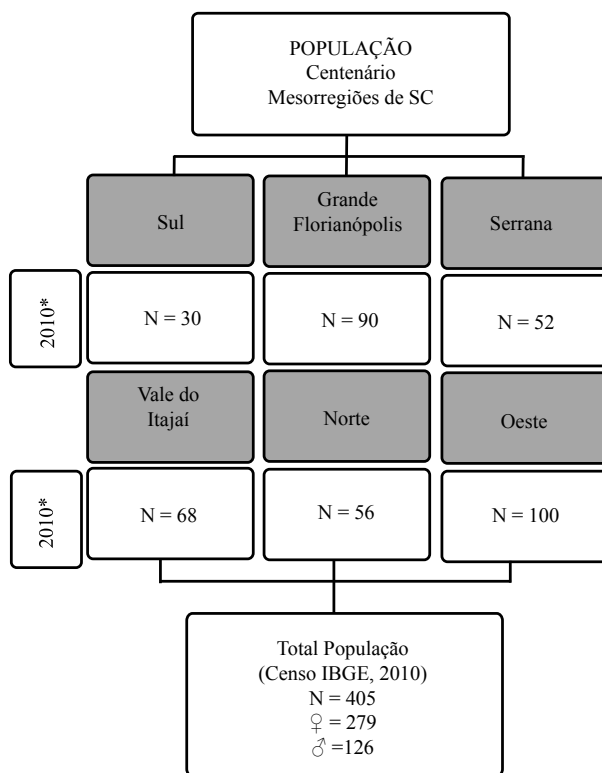 POPULAÇÃO
Centenário
Mesorregiões de SC
Sul
Grande
Florianópolis
Serrana
2010*
N = 30
N = 90
N = 52
Vale do
Itajaí
Norte
Oeste
2010*
N = 68
N = 56
N = 100
Total População
(Censo IBGE, 2010)
N = 405
♀ = 279
♂ =126